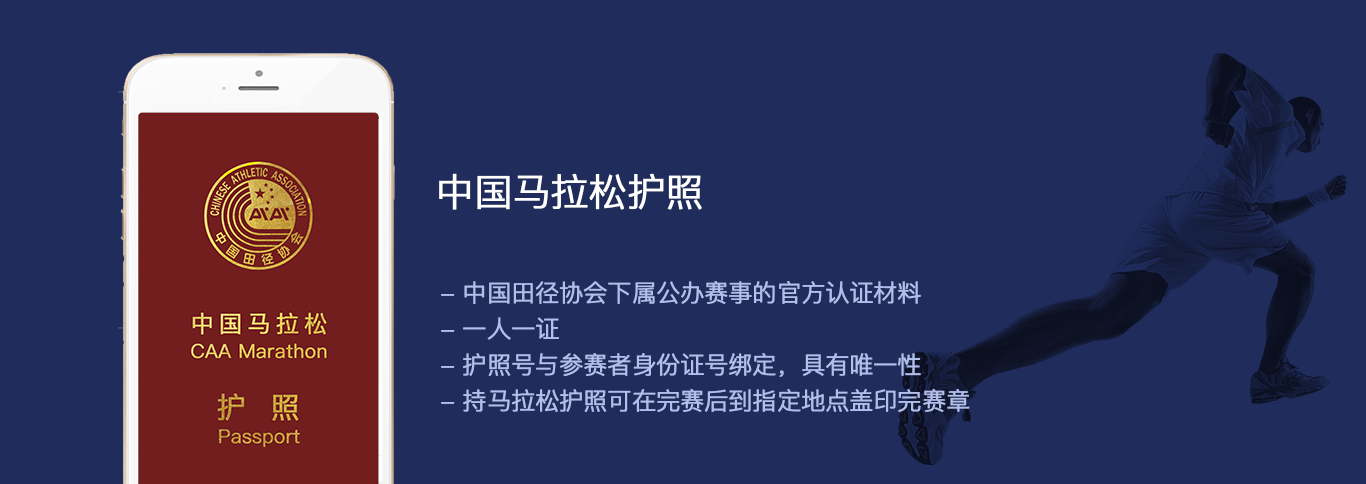 CHINESE ATHLETIC ASSOCIATION
中国田径协会
中国马拉松
CAA Marathon
护 照
Passport
中国马拉松护照
– 中国田径协会下属公办赛事的官方认证材料
– 一人一证
– 护照号与参赛者身份证号绑定，具有唯一性
– 持马拉松护照可在完赛后到指定地点盖印完赛章